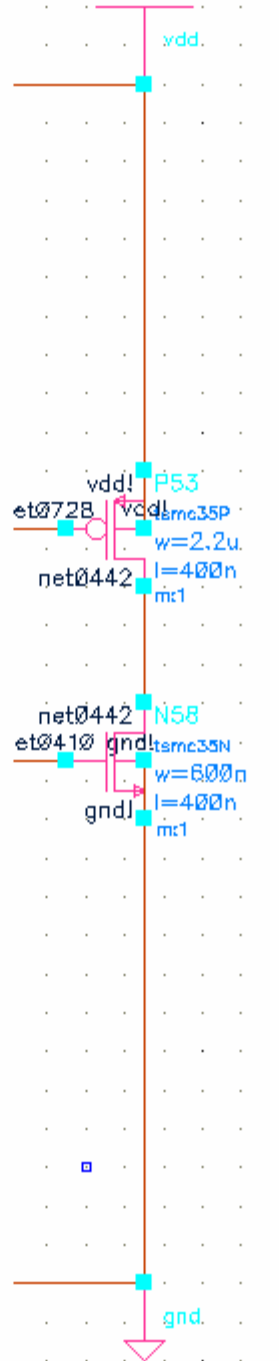 vdd
vdd! P53
et0728 vdd! tsmc35P
w=2.2u
net0442 l=400n
m:1
net0442 N58
et0410 gnd! tsmc35N
w=600n
gnd! l=400n
m:1
gnd